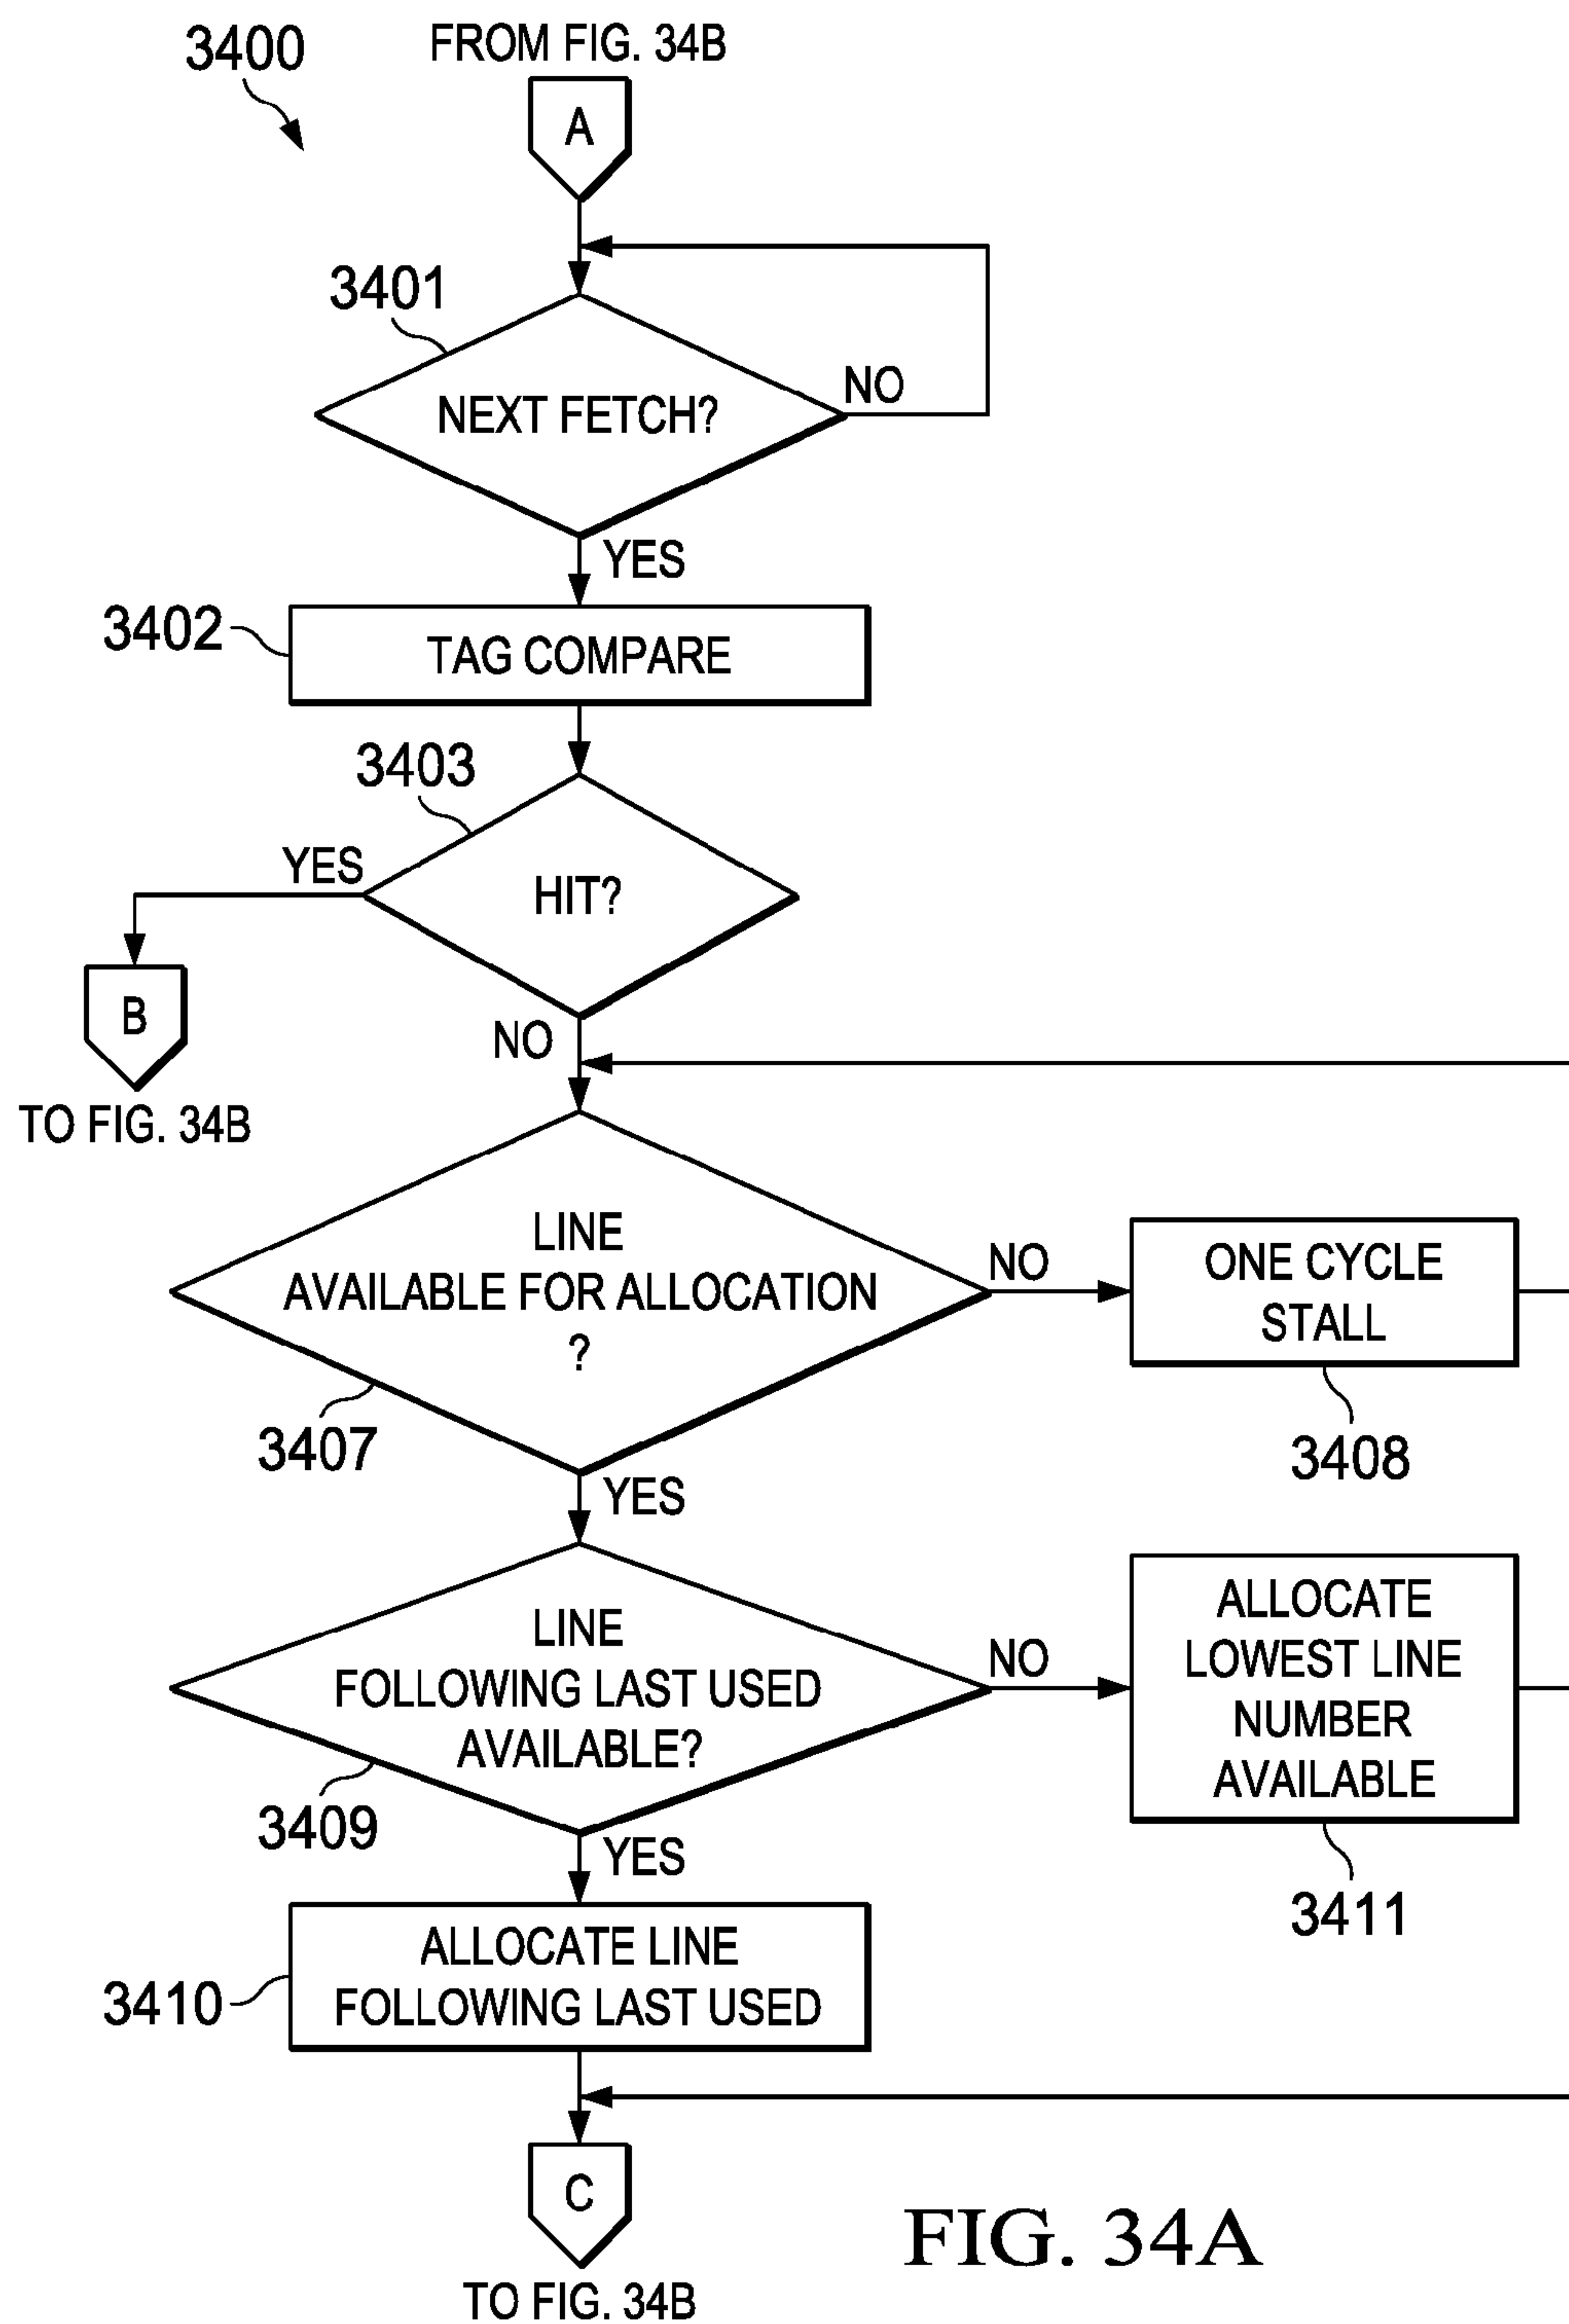 3400
FROM FIG. 34B
A
3401
NEXT FETCH?
NO
YES
3402
TAG COMPARE
3403
YES
HIT?
B
NO
TO FIG. 34B
LINE
AVAILABLE FOR ALLOCATION
?
NO
ONE CYCLE
STALL
3407
3408
YES
LINE
FOLLOWING LAST USED
AVAILABLE?
NO
ALLOCATE
LOWEST LINE
NUMBER
AVAILABLE
3409
3411
YES
3410
ALLOCATE LINE
FOLLOWING LAST USED
C
TO FIG. 34B
FIG. 34A